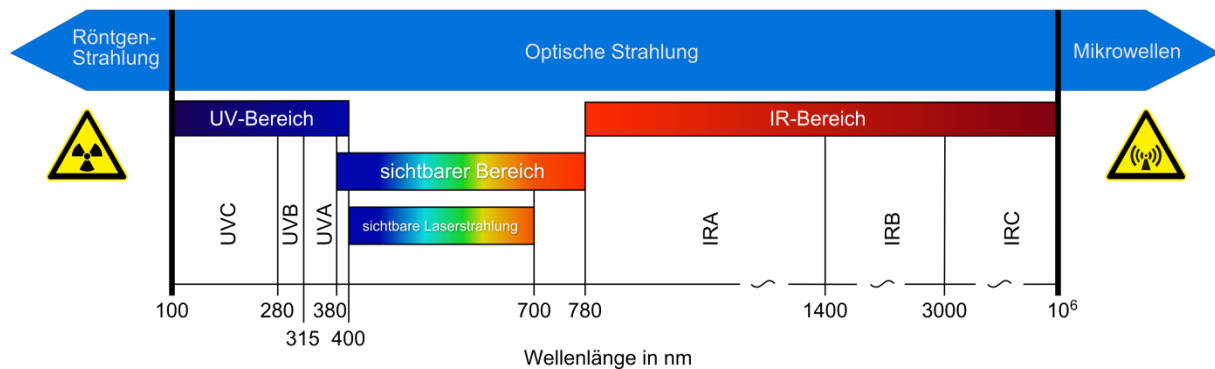 Röntgen-
Strahlung
Optische Strahlung
Mikrowellen
UV-Bereich
IR-Bereich
sichtbarer Bereich
sichtbare Laserstrahlung
UVC
UVB
UVA
IRA
IRB
IRC
100
280
315
380
400
700
780
1400
3000
10⁶
Wellenlänge in nm